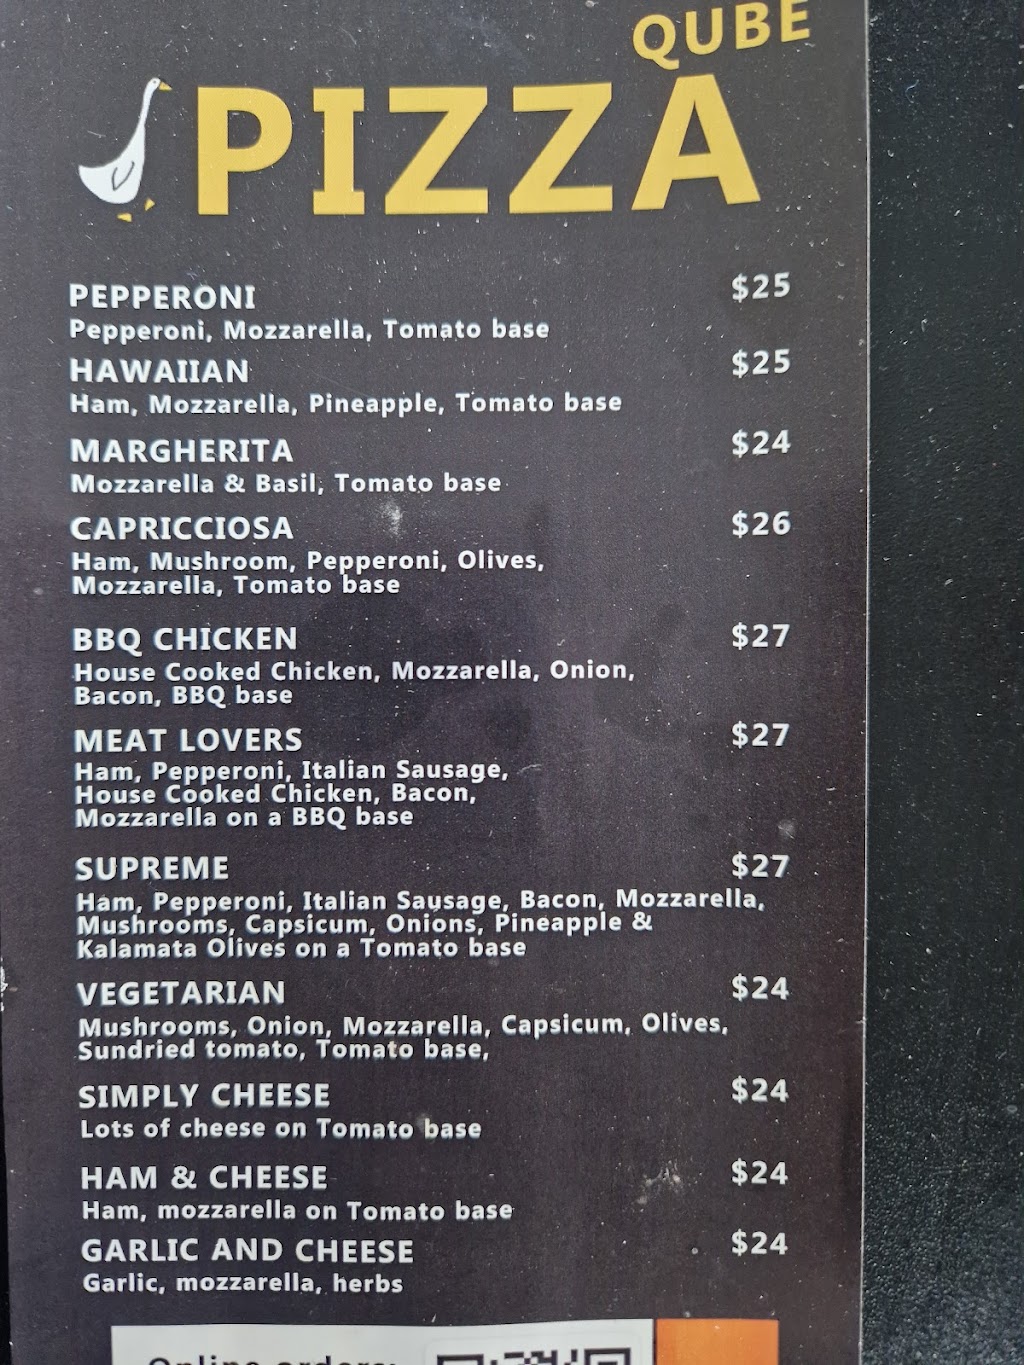 QUBE
PIZZA
PEPPERONI $25
Pepperoni, Mozzarella, Tomato base
HAWAIIAN $25
Ham, Mozzarella, Pineapple, Tomato base
MARGHERITA $24
Mozzarella & Basil, Tomato base
CAPRICCIOSA $26
Ham, Mushroom, Pepperoni, Olives,
Mozzarella, Tomato base
BBQ CHICKEN $27
House Cooked Chicken, Mozzarella, Onion,
Bacon, BBQ base
MEAT LOVERS $27
Ham, Pepperoni, Italian Sausage,
House Cooked Chicken, Bacon,
Mozzarella on a BBQ base
SUPREME $27
Ham, Pepperoni, Italian Sausage, Bacon, Mozzarella,
Mushrooms, Capsicum, Onions, Pineapple &
Kalamata Olives on a Tomato base
VEGETARIAN $24
Mushrooms, Onion, Mozzarella, Capsicum, Olives,
Sundried tomato, Tomato base,
SIMPLY CHEESE $24
Lots of cheese on Tomato base
HAM & CHEESE $24
Ham, mozzarella on Tomato base
GARLIC AND CHEESE $24
Garlic, mozzarella, herbs
Online orders: